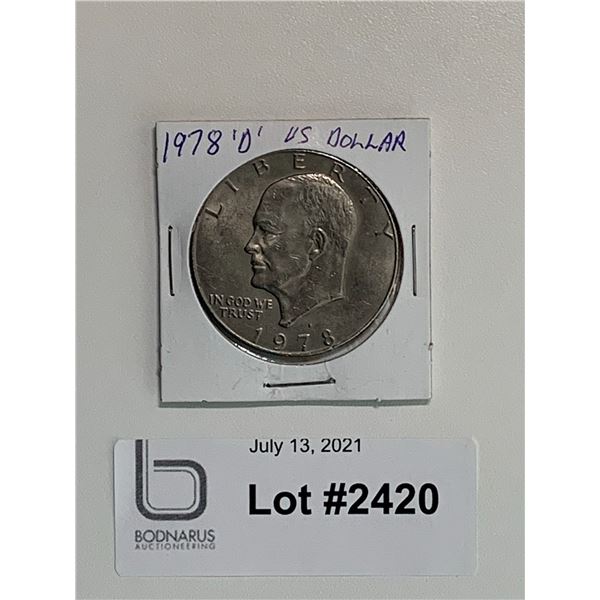 1978 'D' US DOLLAR
LIBERTY
IN GOD WE
TRUST
1978
July 13, 2021
Lot #2420
b
BODNARUS
AUCTIONEERING